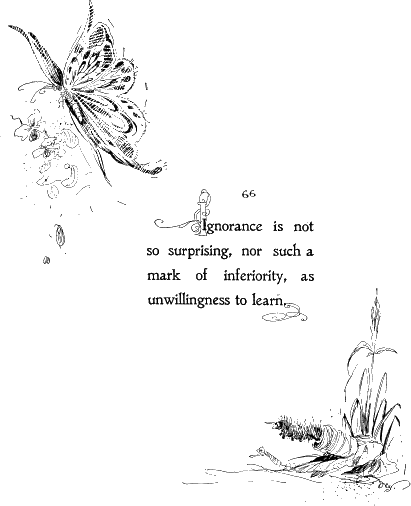 66
Ignorance is not
so surprising, nor such a
mark of inferiority, as
unwillingness to learn.